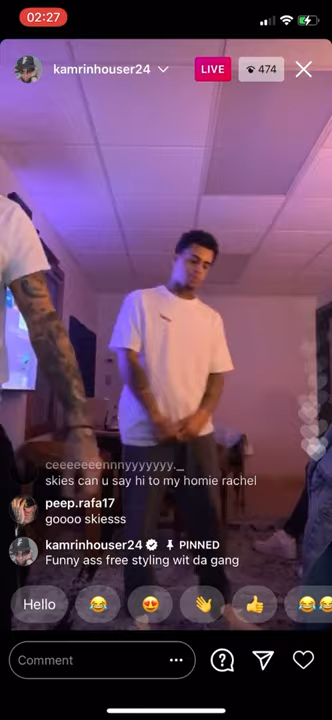 02:27
kamrinhouser24
LIVE
474
ceeeeeeennnyyyyyyy._
skies can u say hi to my homie rachel
peep.rafa17
goooo skiesss
kamrinhouser24 PINNED
Funny ass free styling wit da gang
Hello
Comment